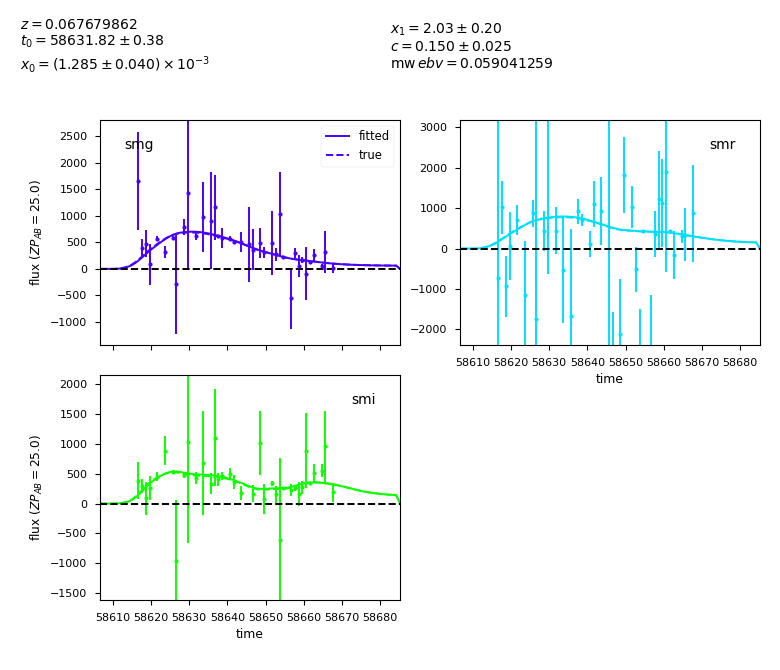 z = 0.067679862
t₀ = 58631.82 ± 0.38
x₀ = (1.285 ± 0.040) × 10⁻³
x₁ = 2.03 ± 0.20
c = 0.150 ± 0.025
mw ebv = 0.059041259
flux (ZP_AB = 25.0)
2500
2000
1500
1000
500
0
−500
−1000
smg
fitted
true
3000
2000
1000
0
−1000
−2000
smr
58610 58620 58630 58640 58650 58660 58670 58680
time
flux (ZP_AB = 25.0)
2000
1500
1000
500
0
−500
−1000
−1500
smi
58610 58620 58630 58640 58650 58660 58670 58680
time